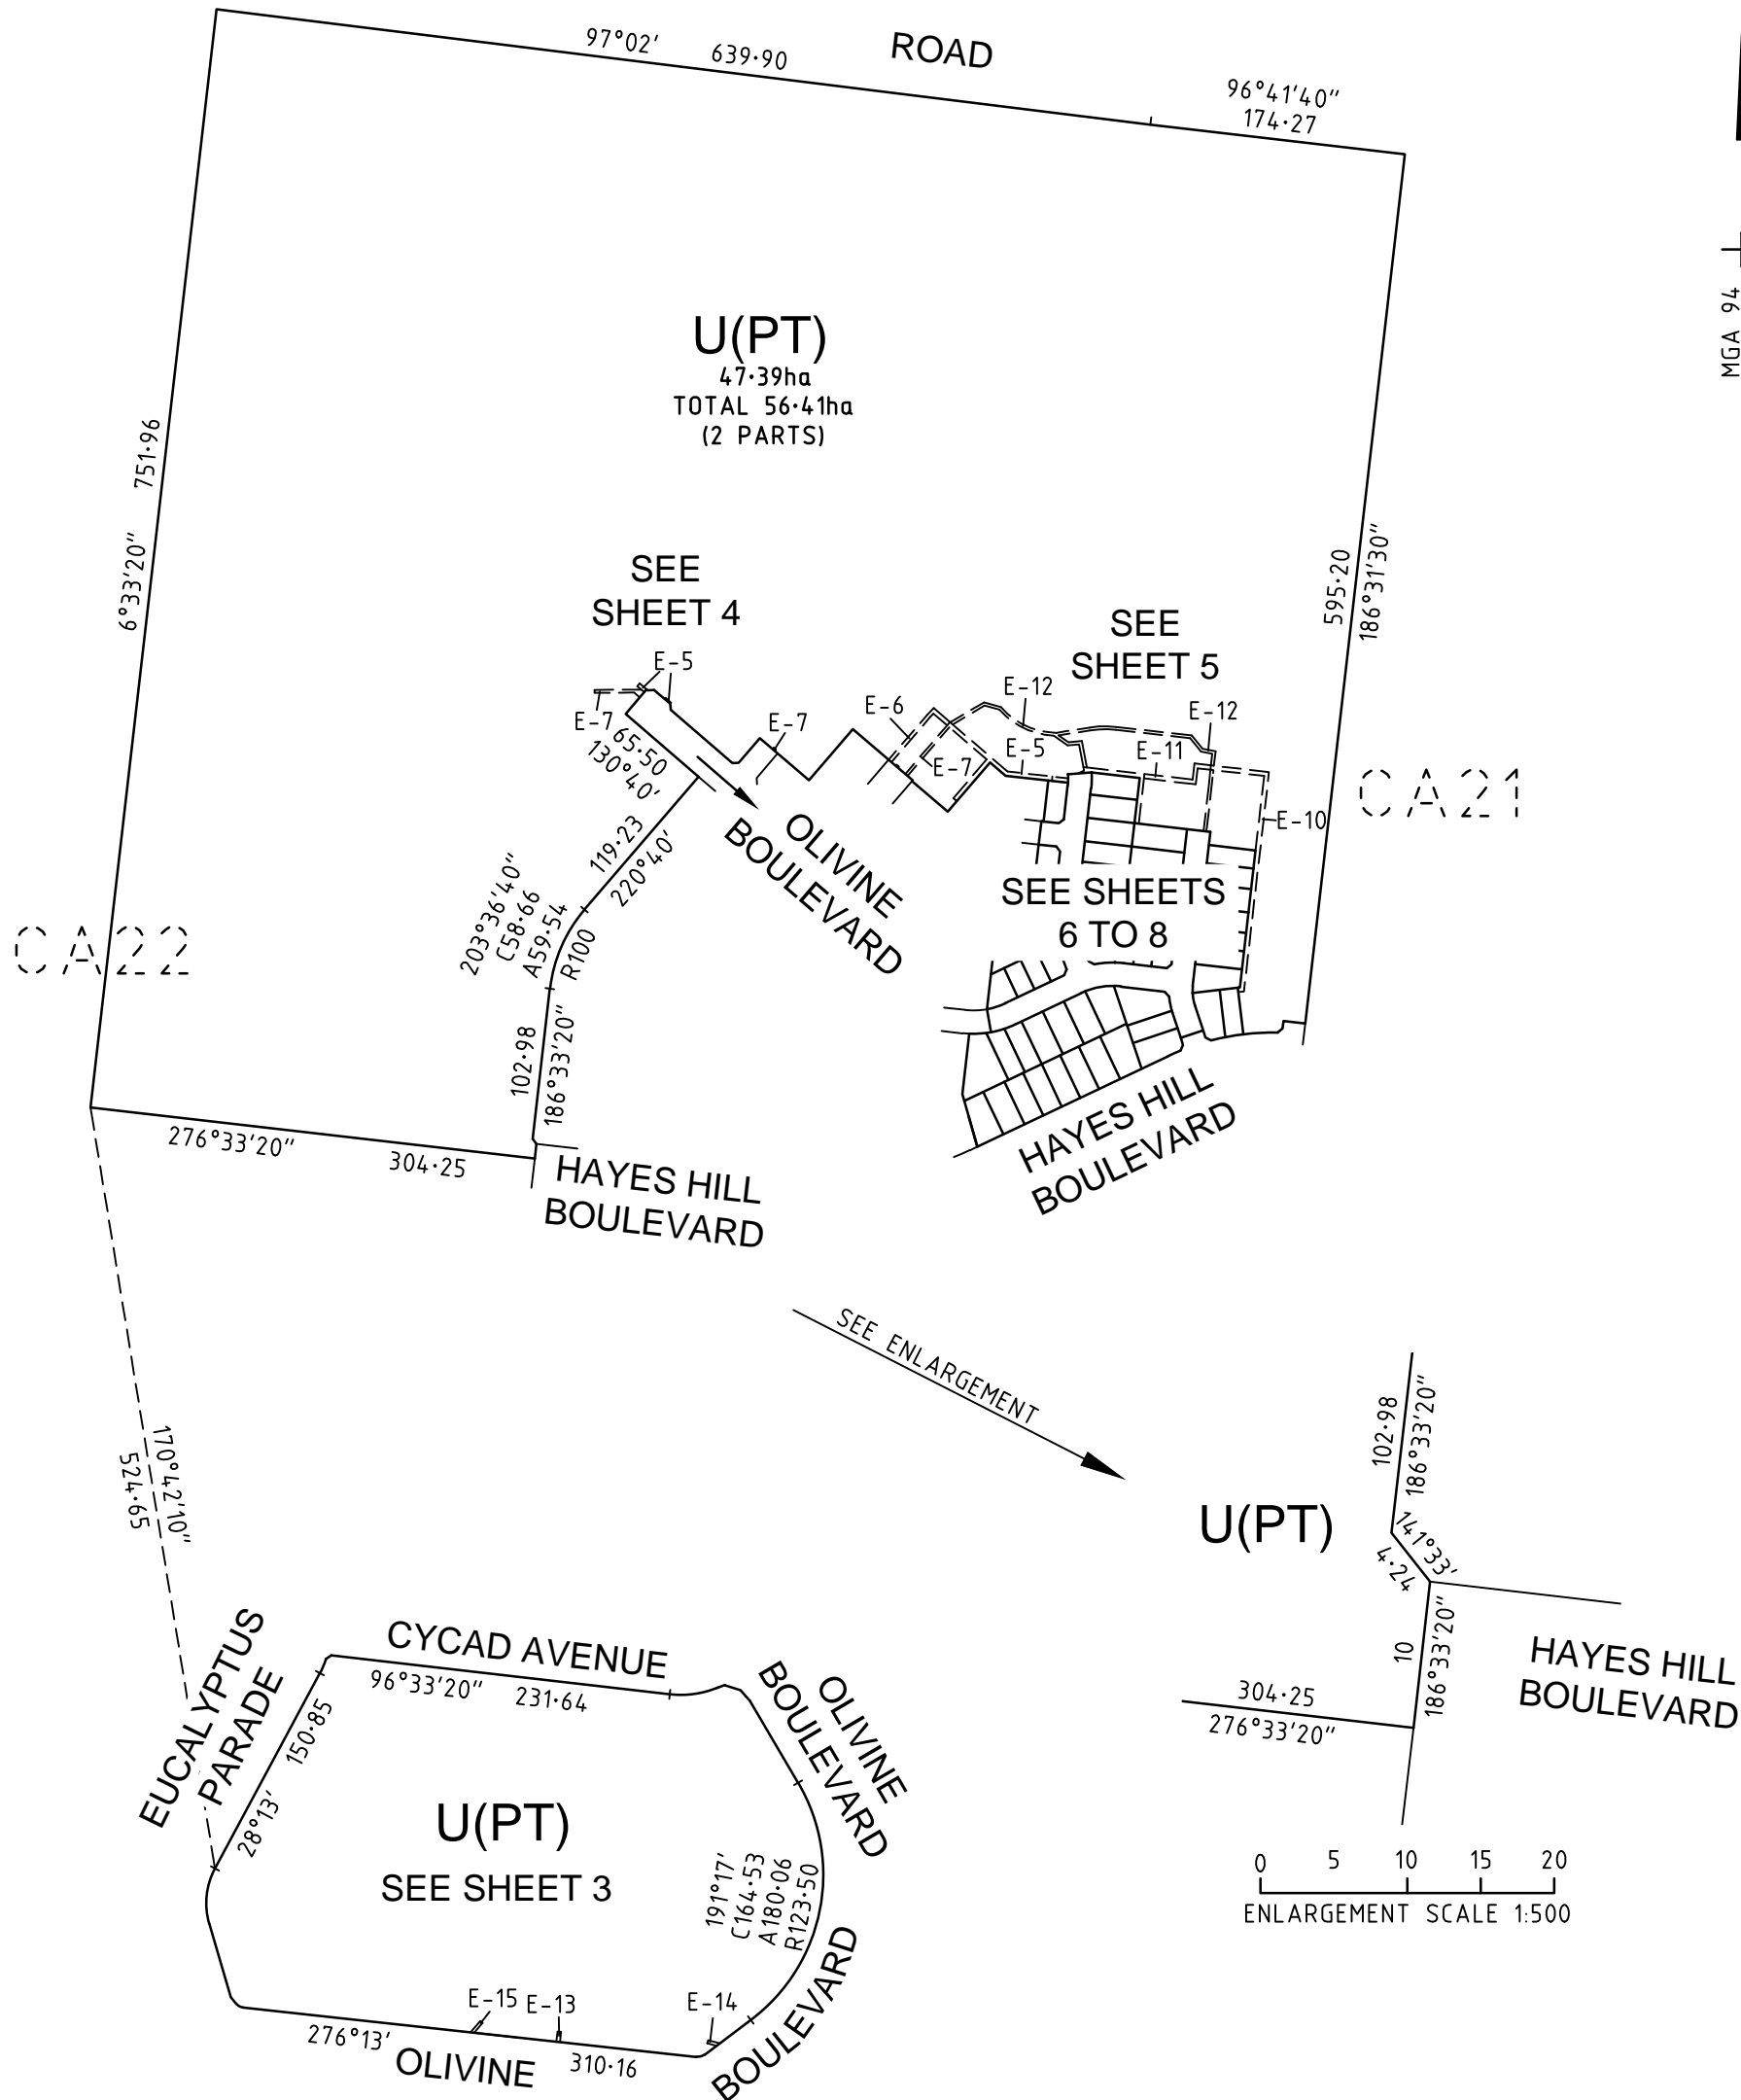 97°02' 639·90
ROAD
96°41'40"
174·27
MGA 94
U(PT)
47·39ha
TOTAL 56·41ha
(2 PARTS)
6°33'20" 751·96
595·20
186°31'30"
SEE
SHEET 4
SEE
SHEET 5
E-5
E-7
65·50
130°40'
E-7
E-6
E-12
E-12
E-7
E-5
E-11
E-10
CA21
OLIVINE
BOULEVARD
119·23
220°40'
203°36'40"
C58·66
A59·54
R100
SEE SHEETS
6 TO 8
CA22
102·98
186°33'20"
276°33'20" 304·25
HAYES HILL
BOULEVARD
HAYES HILL
BOULEVARD
SEE ENLARGEMENT
170°42'10"
524·65
102·98
186°33'20"
U(PT)
141°33'
4·24
10
186°33'20"
304·25
276°33'20"
HAYES HILL
BOULEVARD
EUCALYPTUS
PARADE
CYCAD AVENUE
96°33'20" 231·64
OLIVINE
BOULEVARD
28°13' 150·85
U(PT)
SEE SHEET 3
191°17'
C164·53
A180·06
R123·50
0 5 10 15 20
ENLARGEMENT SCALE 1:500
E-15
E-13
E-14
276°13' 310·16
OLIVINE
BOULEVARD